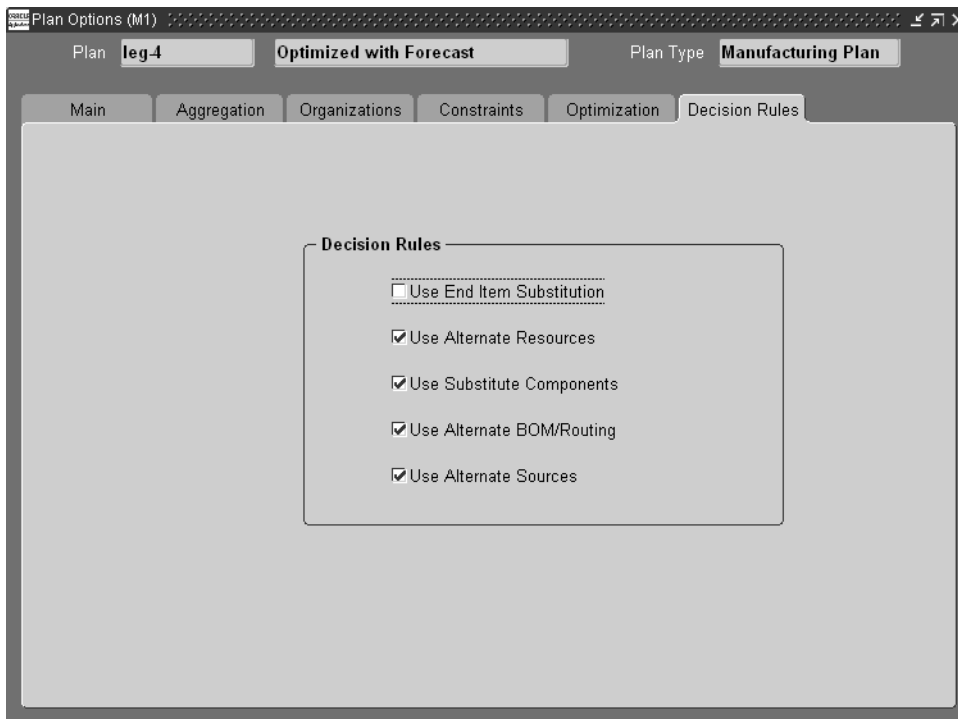 Plan Options (M1)
Plan leg-4 Optimized with Forecast Plan Type Manufacturing Plan
Main Aggregation Organizations Constraints Optimization Decision Rules
Decision Rules
Use End Item Substitution
Use Alternate Resources
Use Substitute Components
Use Alternate BOM/Routing
Use Alternate Sources